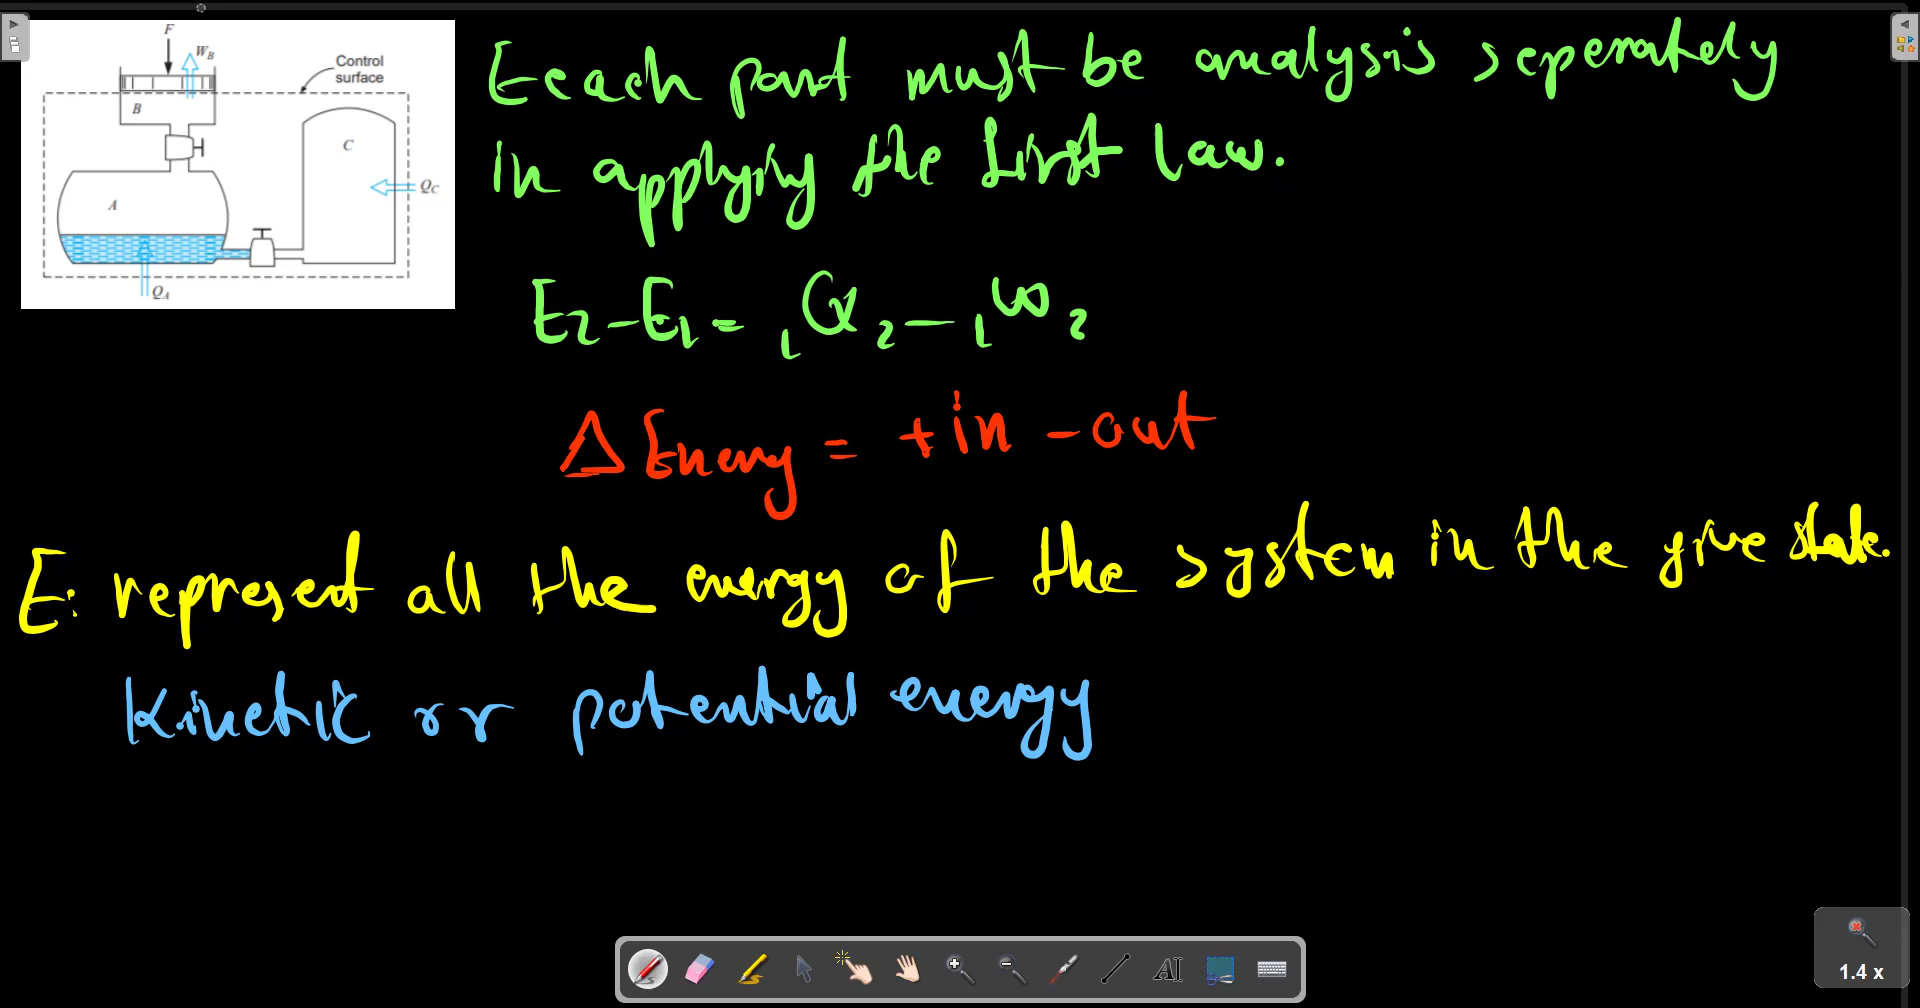 F
W_B
Control
surface
B
C
Q_C
A
Q_A
Eeach part must be analysis seperately
in applying the first law.
E2 - E1 = 1Q2 - 1W2
Δ Energy = + in - out
E: represent all the energy of the system in the give state.
Kinetic or potential energy
AI
1.4 x